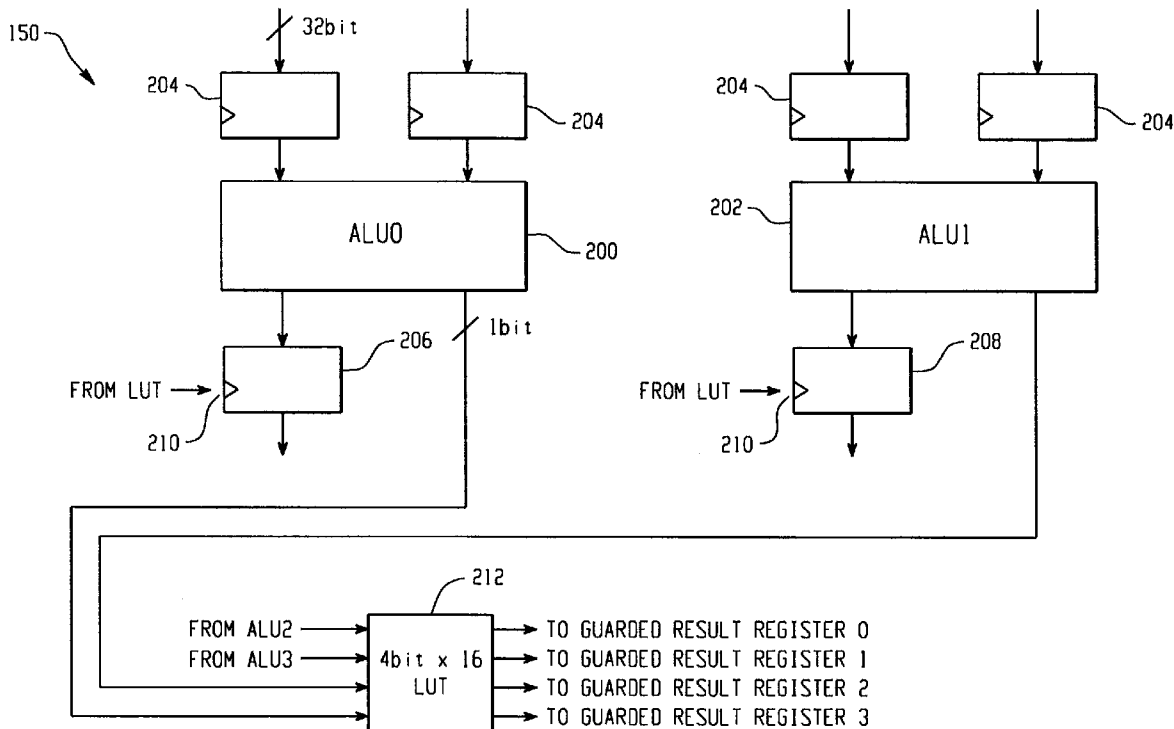 150
32bit
204
204
204
204
ALU0
200
202
ALU1
1bit
206
208
FROM LUT
210
FROM LUT
210
212
FROM ALU2
FROM ALU3
4bit x 16
LUT
TO GUARDED RESULT REGISTER 0
TO GUARDED RESULT REGISTER 1
TO GUARDED RESULT REGISTER 2
TO GUARDED RESULT REGISTER 3